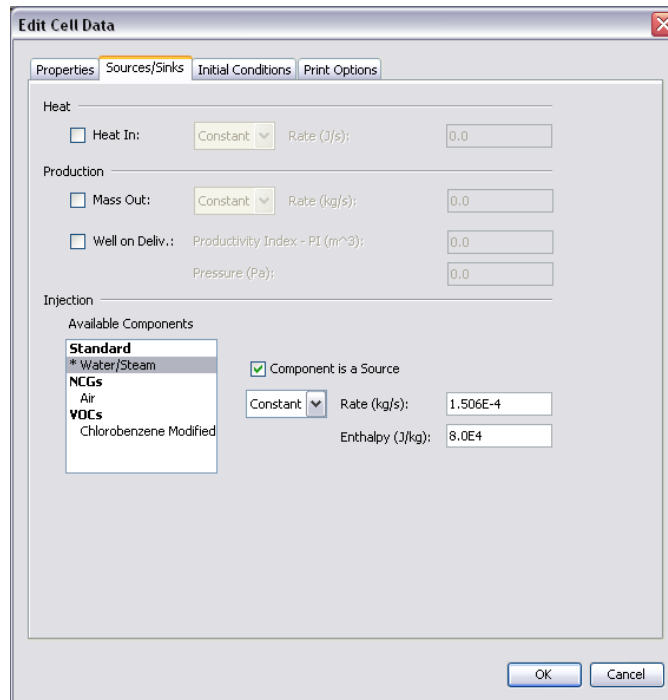 Edit Cell Data
Properties Sources/Sinks Initial Conditions Print Options
Heat
Heat In: Constant Rate (J/s): 0.0
Production
Mass Out: Constant Rate (kg/s): 0.0
Well on Deliv.: Productivity Index - PI (m^3): 0.0
Pressure (Pa): 0.0
Injection
Available Components
Standard
* Water/Steam
Component is a Source
NCGs
Air
Constant Rate (kg/s): 1.506E-4
VOCs
Chlorobenzene Modified
Enthalpy (J/kg): 8.0E4
OK Cancel